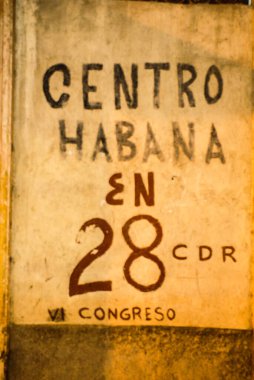 CENTRO
HABANA
EN
28 CDR
VI CONGRESO